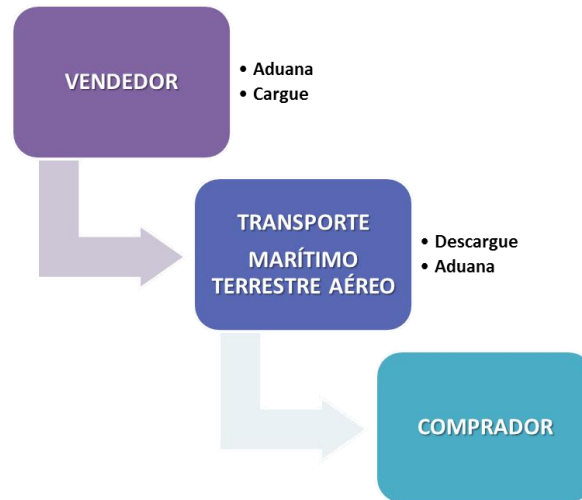 VENDEDOR
• Aduana
• Cargue
TRANSPORTE
MARÍTIMO
TERRESTRE AÉREO
• Descargue
• Aduana
COMPRADOR